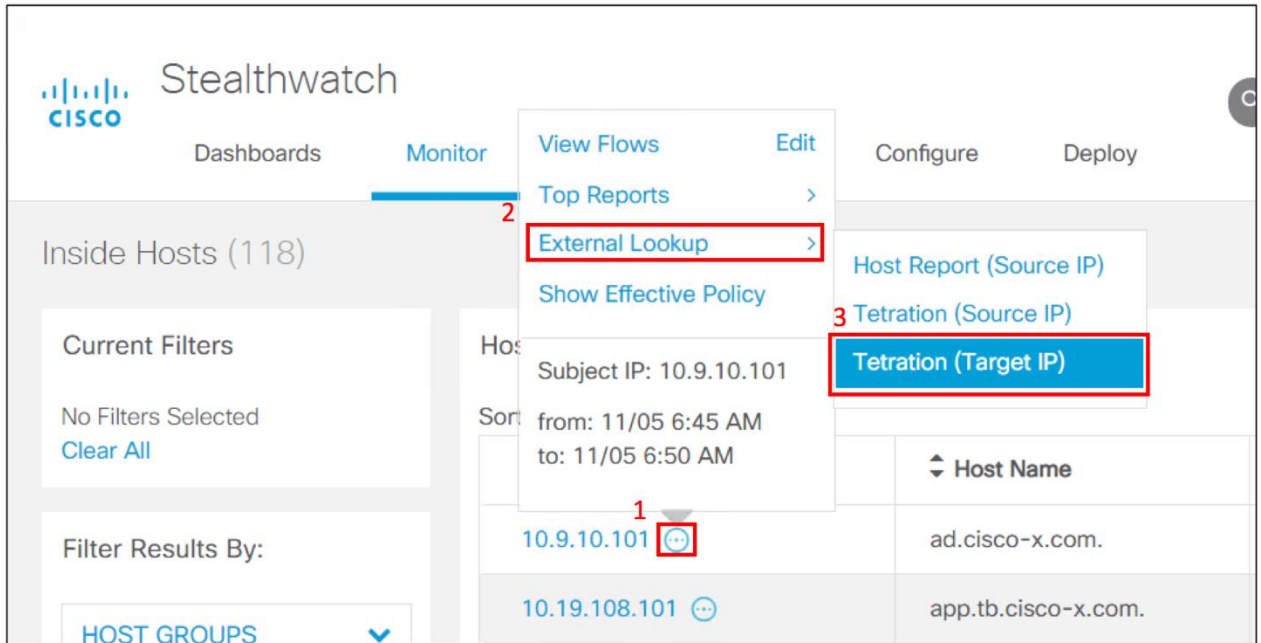 Stealthwatch
CISCO
Dashboards Monitor Configure Deploy
View Flows Edit
Top Reports
2
External Lookup
Show Effective Policy
Subject IP: 10.9.10.101
from: 11/05 6:45 AM
to: 11/05 6:50 AM
Host Report (Source IP)
Tetration (Source IP)
3
Tetration (Target IP)
Inside Hosts (118)
Current Filters
No Filters Selected
Clear All
Filter Results By:
HOST GROUPS
Host Name
1
10.9.10.101 ad.cisco-x.com.
10.19.108.101 app.tb.cisco-x.com.